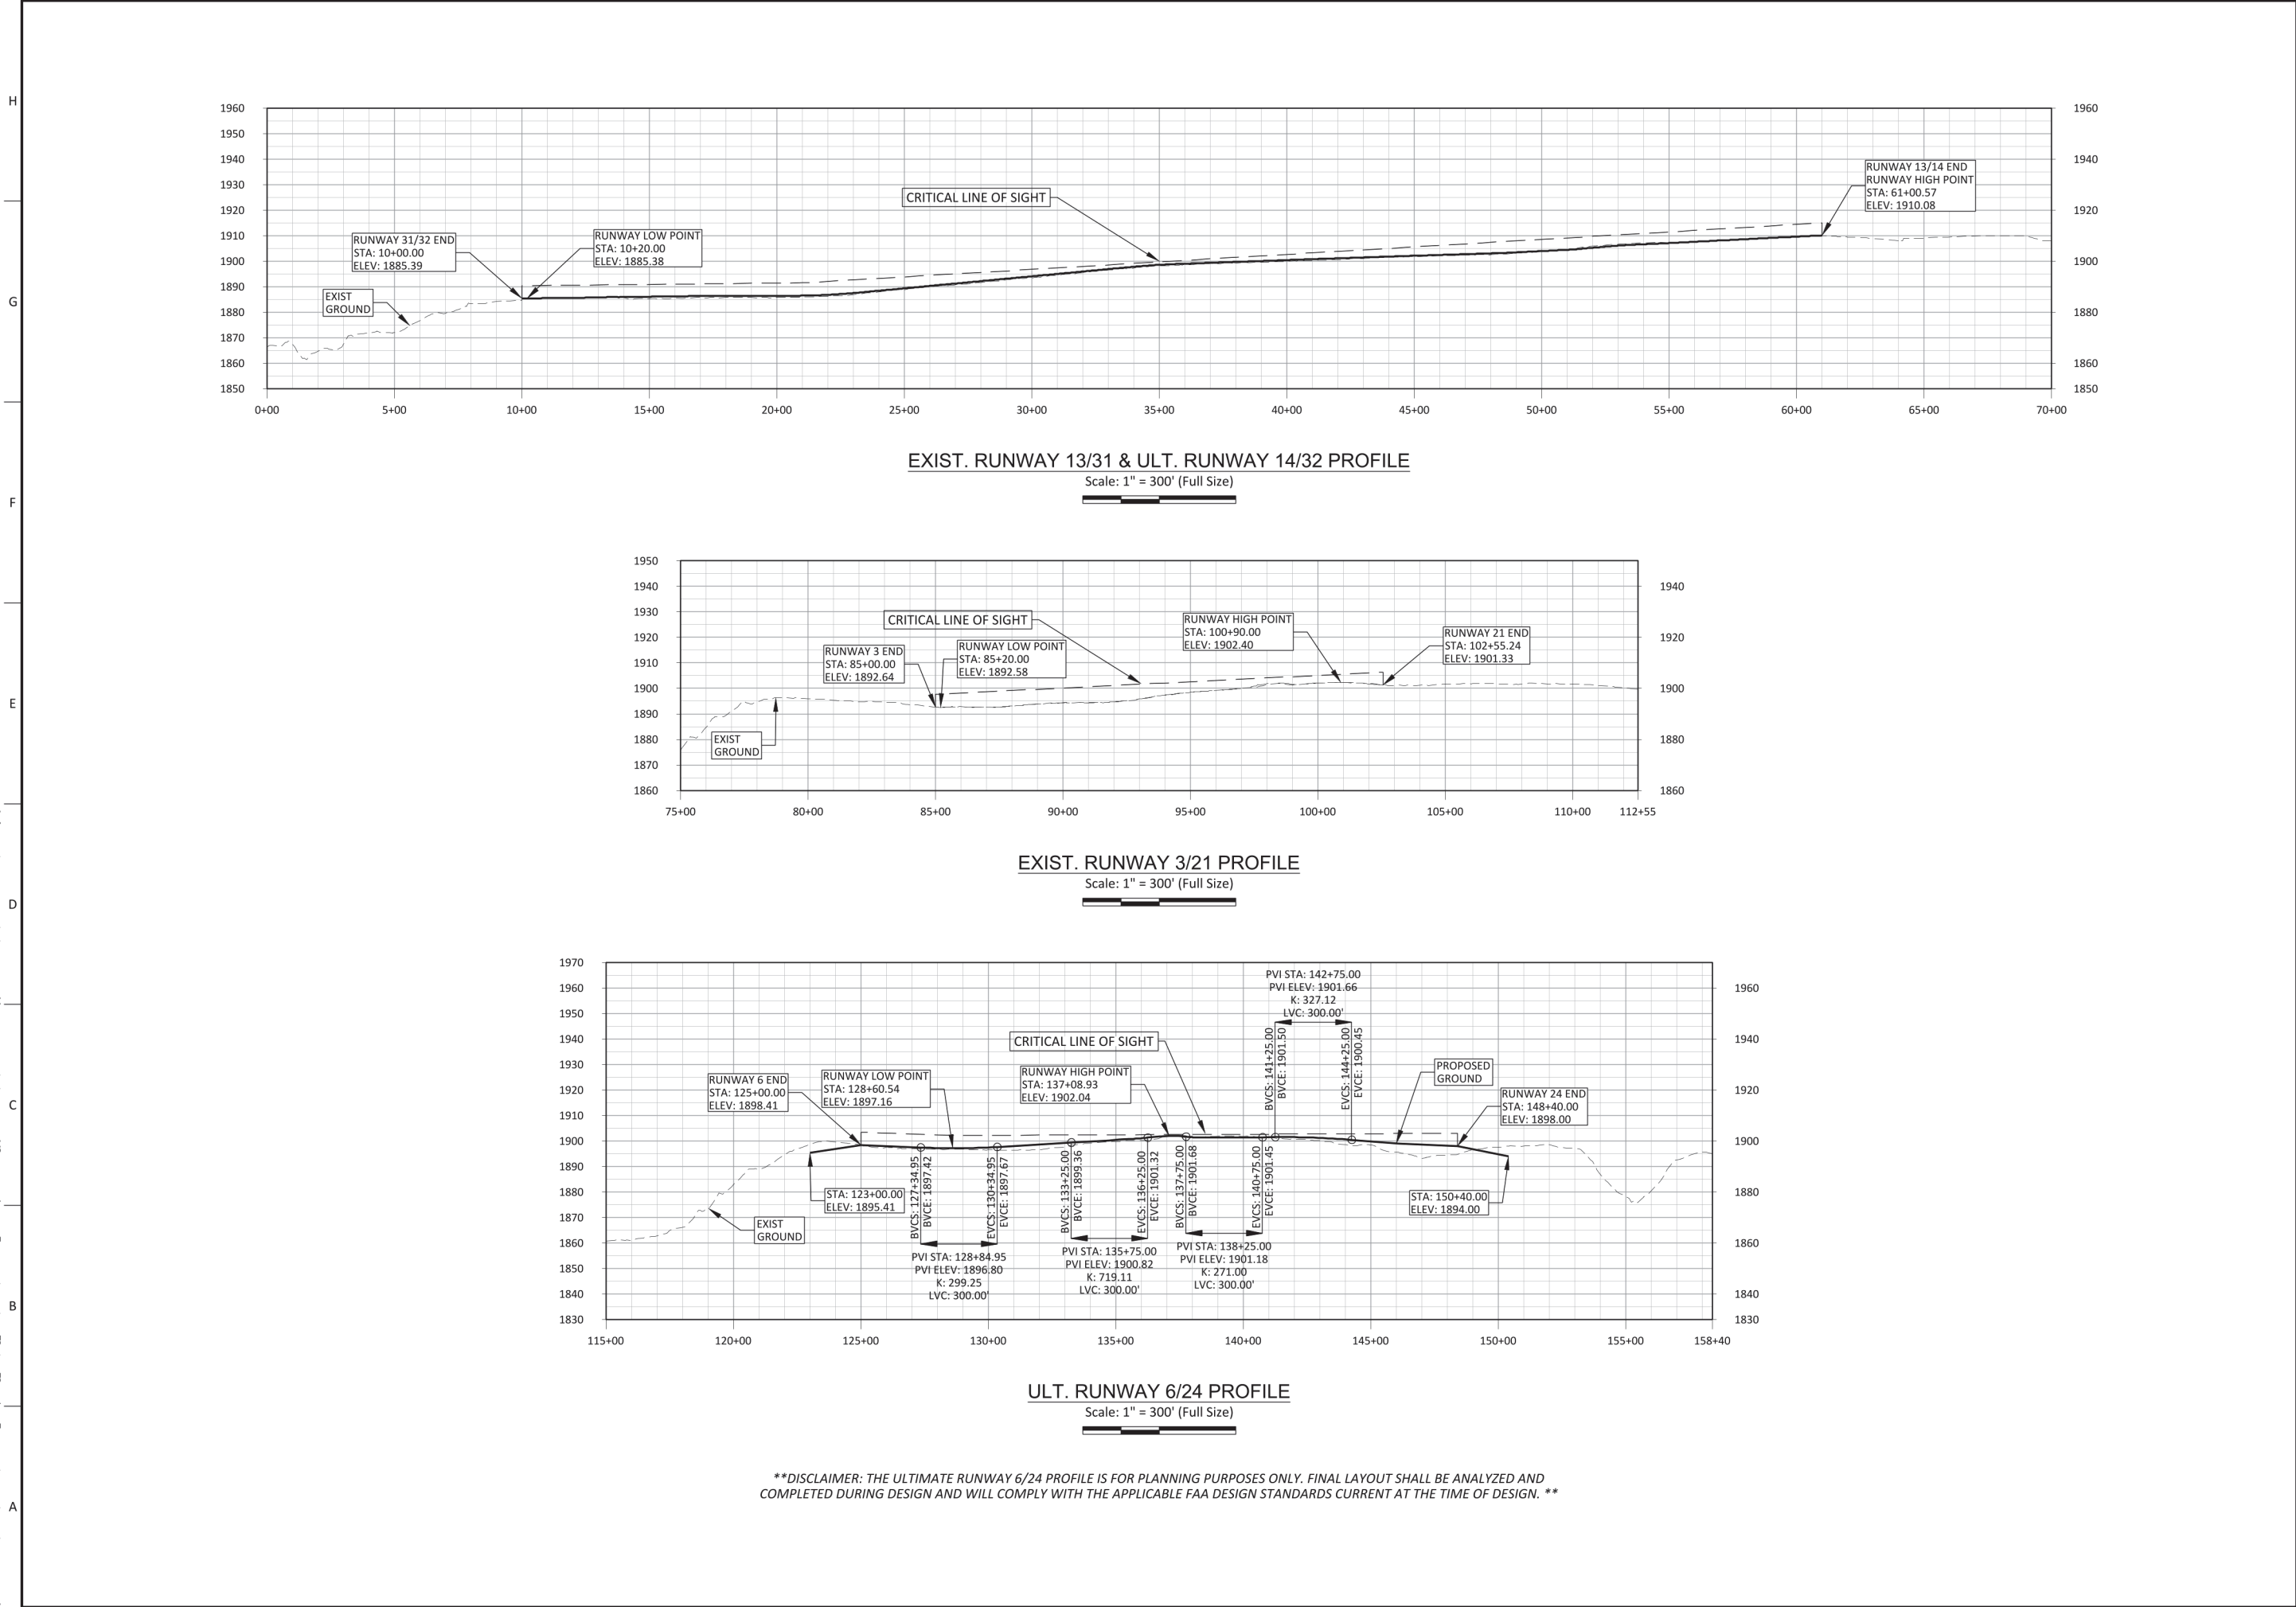 H
G
F
E
D
C
B
A
1960
1950
1940
1930
1920
1910
1900
1890
1880
1870
1860
1850
1960
1940
1920
1900
1880
1860
1850
CRITICAL LINE OF SIGHT
RUNWAY 13/14 END
RUNWAY HIGH POINT
STA: 61+00.57
ELEV: 1910.08
RUNWAY 31/32 END
STA: 10+00.00
ELEV: 1885.39
RUNWAY LOW POINT
STA: 10+20.00
ELEV: 1885.38
EXIST
GROUND
0+00 5+00 10+00 15+00 20+00 25+00 30+00 35+00 40+00 45+00 50+00 55+00 60+00 65+00 70+00
EXIST. RUNWAY 13/31 & ULT. RUNWAY 14/32 PROFILE
Scale: 1" = 300' (Full Size)
1950
1940
1930
1920
1910
1900
1890
1880
1870
1860
1940
1920
1900
1880
1860
CRITICAL LINE OF SIGHT
RUNWAY 3 END
STA: 85+00.00
ELEV: 1892.64
RUNWAY LOW POINT
STA: 85+20.00
ELEV: 1892.58
RUNWAY HIGH POINT
STA: 100+90.00
ELEV: 1902.40
RUNWAY 21 END
STA: 102+55.24
ELEV: 1901.33
EXIST
GROUND
75+00 80+00 85+00 90+00 95+00 100+00 105+00 110+00 112+55
EXIST. RUNWAY 3/21 PROFILE
Scale: 1" = 300' (Full Size)
1970
1960
1950
1940
1930
1920
1910
1900
1890
1880
1870
1860
1850
1840
1830
1960
1940
1920
1900
1880
1860
1840
1830
PVI STA: 142+75.00
PVI ELEV: 1901.66
K: 327.12
LVC: 300.00'
BVCS: 141+25.00
BVCE: 1901.50
EVCS: 144+25.00
EVCE: 1900.45
CRITICAL LINE OF SIGHT
RUNWAY 6 END
STA: 125+00.00
ELEV: 1898.41
RUNWAY LOW POINT
STA: 128+60.54
ELEV: 1897.16
RUNWAY HIGH POINT
STA: 137+08.93
ELEV: 1902.04
PROPOSED
GROUND
RUNWAY 24 END
STA: 148+40.00
ELEV: 1898.00
STA: 123+00.00
ELEV: 1895.41
EXIST
GROUND
BVCS: 127+34.95
BVCE: 1897.42
EVCS: 130+34.95
EVCE: 1897.67
BVCS: 133+25.00
BVCE: 1899.36
EVCS: 136+25.00
EVCE: 1901.32
BVCS: 137+75.00
BVCE: 1901.68
EVCS: 140+75.00
EVCE: 1901.45
STA: 150+40.00
ELEV: 1894.00
PVI STA: 128+84.95
PVI ELEV: 1896.80
K: 299.25
LVC: 300.00'
PVI STA: 135+75.00
PVI ELEV: 1900.82
K: 719.11
LVC: 300.00'
PVI STA: 138+25.00
PVI ELEV: 1901.18
K: 271.00
LVC: 300.00'
115+00 120+00 125+00 130+00 135+00 140+00 145+00 150+00 155+00 158+40
ULT. RUNWAY 6/24 PROFILE
Scale: 1" = 300' (Full Size)
**DISCLAIMER: THE ULTIMATE RUNWAY 6/24 PROFILE IS FOR PLANNING PURPOSES ONLY. FINAL LAYOUT SHALL BE ANALYZED AND
COMPLETED DURING DESIGN AND WILL COMPLY WITH THE APPLICABLE FAA DESIGN STANDARDS CURRENT AT THE TIME OF DESIGN. **